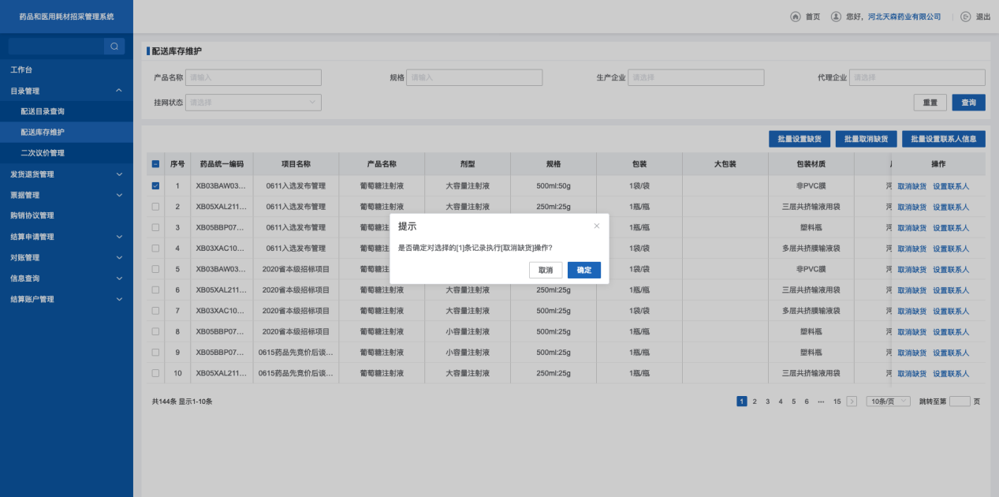 药品和医用耗材招采管理系统
首页 您好, 河北天森药业有限公司 退出
工作台
目录管理
配送目录查询
配送库存维护
二次议价管理
发货退货管理
票据管理
购销协议管理
结算申请管理
对账管理
信息查询
结算账户管理
配送库存维护
产品名称 请输入 规格 请输入 生产企业 请选择 代理企业 请选择
挂网状态 请选择 重置 查询
批量设置缺货 批量取消缺货 批量设置联系人信息
序号 药品统一编码 项目名称 产品名称 剂型 规格 包装 大包装 包装材质 操作
1 XB03BAW03... 0611入选发布管理 葡萄糖注射液 大容量注射液 500ml:50g 1袋/袋 非PVC膜 河 取消缺货 设置联系人
2 XB05XAL211... 0611入选发布管理 葡萄糖注射液 大容量注射液 250ml:25g 1瓶/瓶 三层共挤输液用袋 河 取消缺货 设置联系人
3 XB05BBP07... 0611入选发布管理 葡萄糖注 1瓶/瓶 塑料瓶 河 取消缺货 设置联系人
4 XB03XAC10... 0611入选发布管理 葡萄糖注 1袋/袋 多层共挤膜输液袋 河 取消缺货 设置联系人
5 XB03BAW03... 2020省本级招标项目 葡萄糖注 1袋/袋 非PVC膜 河 取消缺货 设置联系人
6 XB05XAL211... 2020省本级招标项目 葡萄糖注射液 大容量注射液 250ml:25g 1瓶/瓶 三层共挤输液用袋 河 取消缺货 设置联系人
7 XB03XAC10... 2020省本级招标项目 葡萄糖注射液 大容量注射液 500ml:25g 1袋/袋 多层共挤膜输液袋 河 取消缺货 设置联系人
8 XB05BBP07... 2020省本级招标项目 葡萄糖注射液 小容量注射液 500ml:25g 1瓶/瓶 塑料瓶 河 取消缺货 设置联系人
9 XB05BBP07... 0615药品先竞价后谈... 葡萄糖注射液 小容量注射液 500ml:25g 1瓶/瓶 塑料瓶 河 取消缺货 设置联系人
10 XB05XAL211... 0615药品先竞价后谈... 葡萄糖注射液 大容量注射液 250ml:25g 1瓶/瓶 三层共挤输液用袋 河 取消缺货 设置联系人
提示
是否确定对选择的[1]条记录执行[取消缺货]操作?
取消 确定
共144条 显示1-10条 1 2 3 4 5 6 ··· 15 10条/页 跳转至第 页